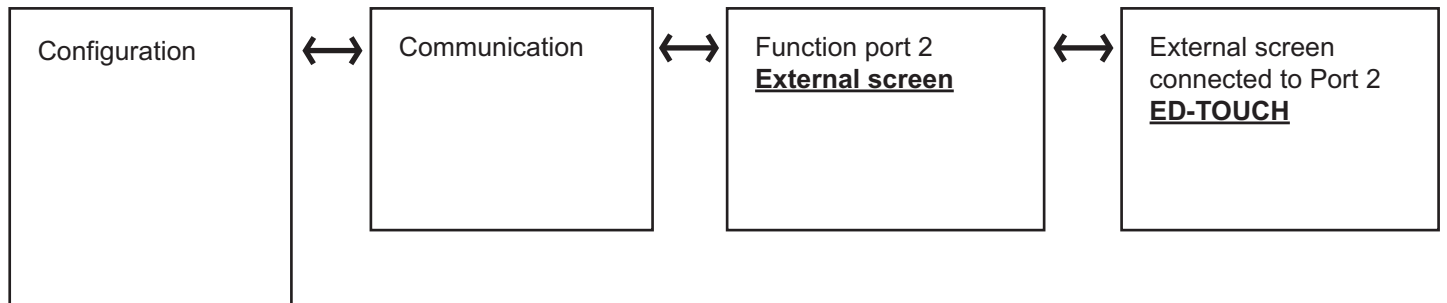 Configuration
Communication
Function port 2
External screen
External screen
connected to Port 2
ED-TOUCH